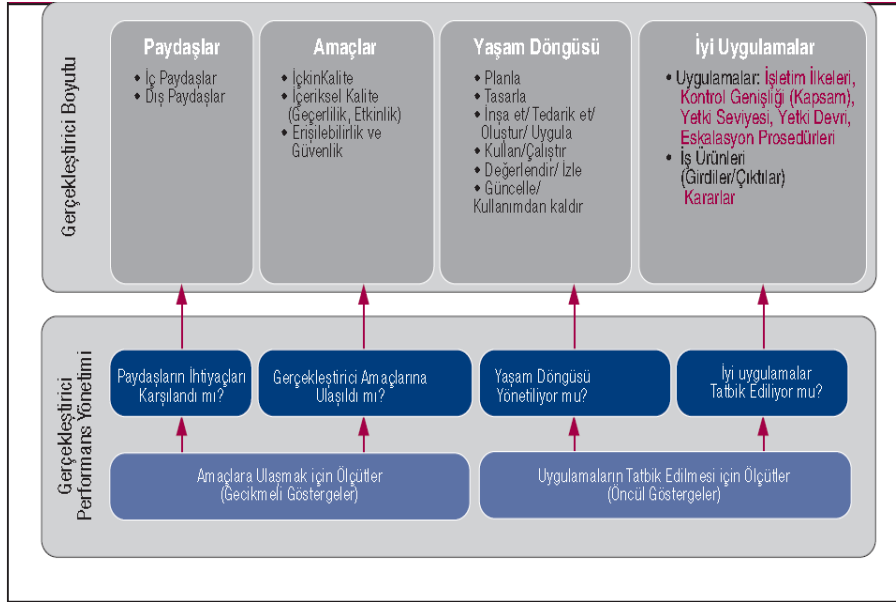 Gerçekleştirici Boyutu
Paydaşlar
• İç Paydaşlar
• Dış Paydaşlar
Amaçlar
• İçkinKalite
• İçeriksel Kalite
(Geçerlilik, Etkinlik)
• Erişilebilirlik ve
Güvenlik
Yaşam Döngüsü
• Planla
• Tasarla
• İnşa et/ Tedarik et/
Oluştur/ Uygula
• Kullan/Çalıştır
• Değerlendir/ İzle
• Güncelle/
Kullanımdan kaldır
İyi Uygulamalar
• Uygulamalar: İşletim İlkeleri,
Kontrol Genişliği (Kapsam),
Yetki Seviyesi, Yetki Devri,
Eskalasyon Prosedürleri
• İş Ürünleri
(Girdiler/Çıktılar)
Kararlar
Gerçekleştirici
Performans Yönetimi
Paydaşların İhtiyaçları
Karşılandı mı?
Gerçekleştirici Amaçlarına
Ulaşıldı mı?
Yaşam Döngüsü
Yönetiliyor mu?
İyi uygulamalar
Tatbik Ediliyor mu?
Amaçlara Ulaşmak için Ölçütler
(Gecikmeli Göstergeler)
Uygulamaların Tatbik Edilmesi için Ölçütler
(Öncül Göstergeler)